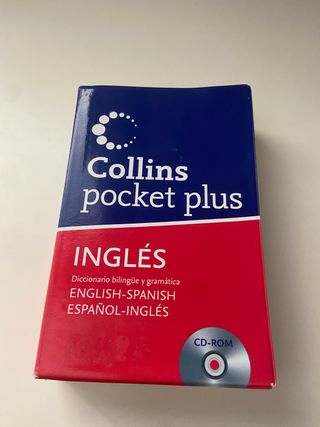 Collins
pocket plus
INGLÉS
Diccionario bilingüe y gramática
ENGLISH-SPANISH
ESPAÑOL-INGLÉS
CD-ROM